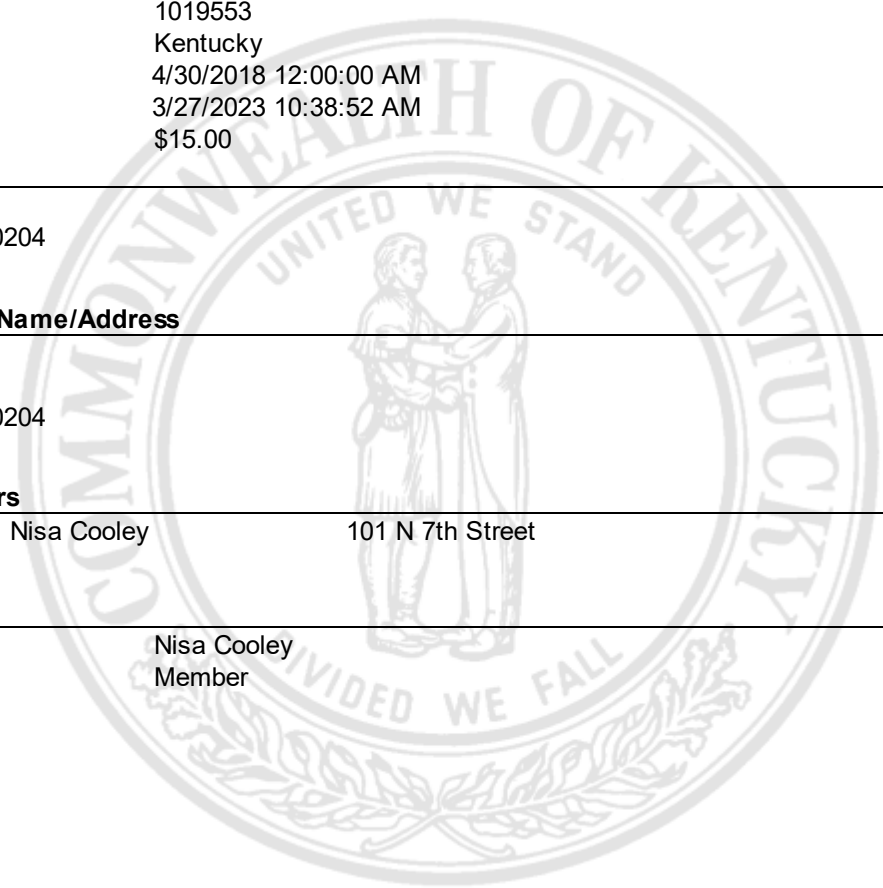 1019553
Kentucky
4/30/2018 12:00:00 AM
3/27/2023 10:38:52 AM
$15.00
0204
Name/Address
0204
rs
Nisa Cooley 101 N 7th Street
Nisa Cooley
Member
COMMONWEALTH OF KENTUCKY
UNITED WE STAND
DIVIDED WE FALL